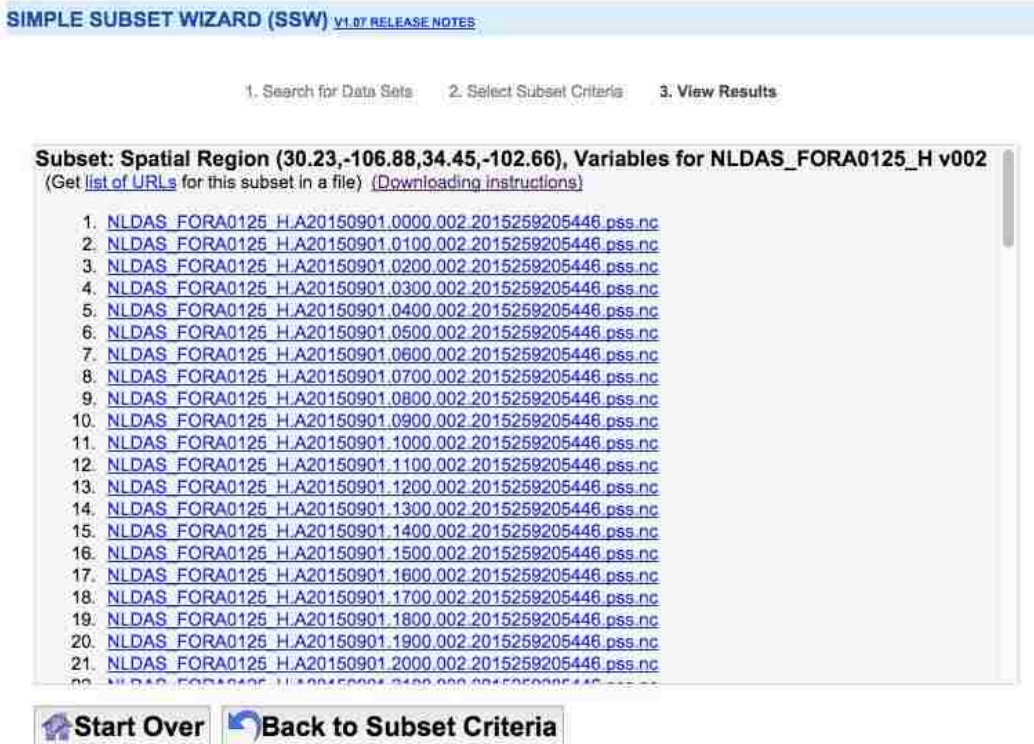 SIMPLE SUBSET WIZARD (SSW) V1.07 RELEASE NOTES
1. Search for Data Sets 2. Select Subset Criteria 3. View Results
Subset: Spatial Region (30.23,-106.88,34.45,-102.66), Variables for NLDAS_FORA0125_H v002
(Get list of URLs for this subset in a file) (Downloading instructions)
1. NLDAS_FORA0125_H.A20150901.0000.002.2015259205446.pss.nc
2. NLDAS_FORA0125_H.A20150901.0100.002.2015259205446.pss.nc
3. NLDAS_FORA0125_H.A20150901.0200.002.2015259205446.pss.nc
4. NLDAS_FORA0125_H.A20150901.0300.002.2015259205446.pss.nc
5. NLDAS_FORA0125_H.A20150901.0400.002.2015259205446.pss.nc
6. NLDAS_FORA0125_H.A20150901.0500.002.2015259205446.pss.nc
7. NLDAS_FORA0125_H.A20150901.0600.002.2015259205446.pss.nc
8. NLDAS_FORA0125_H.A20150901.0700.002.2015259205446.pss.nc
9. NLDAS_FORA0125_H.A20150901.0800.002.2015259205446.pss.nc
10. NLDAS_FORA0125_H.A20150901.0900.002.2015259205446.pss.nc
11. NLDAS_FORA0125_H.A20150901.1000.002.2015259205446.pss.nc
12. NLDAS_FORA0125_H.A20150901.1100.002.2015259205446.pss.nc
13. NLDAS_FORA0125_H.A20150901.1200.002.2015259205446.pss.nc
14. NLDAS_FORA0125_H.A20150901.1300.002.2015259205446.pss.nc
15. NLDAS_FORA0125_H.A20150901.1400.002.2015259205446.pss.nc
16. NLDAS_FORA0125_H.A20150901.1500.002.2015259205446.pss.nc
17. NLDAS_FORA0125_H.A20150901.1600.002.2015259205446.pss.nc
18. NLDAS_FORA0125_H.A20150901.1700.002.2015259205446.pss.nc
19. NLDAS_FORA0125_H.A20150901.1800.002.2015259205446.pss.nc
20. NLDAS_FORA0125_H.A20150901.1900.002.2015259205446.pss.nc
21. NLDAS_FORA0125_H.A20150901.2000.002.2015259205446.pss.nc
Start Over Back to Subset Criteria